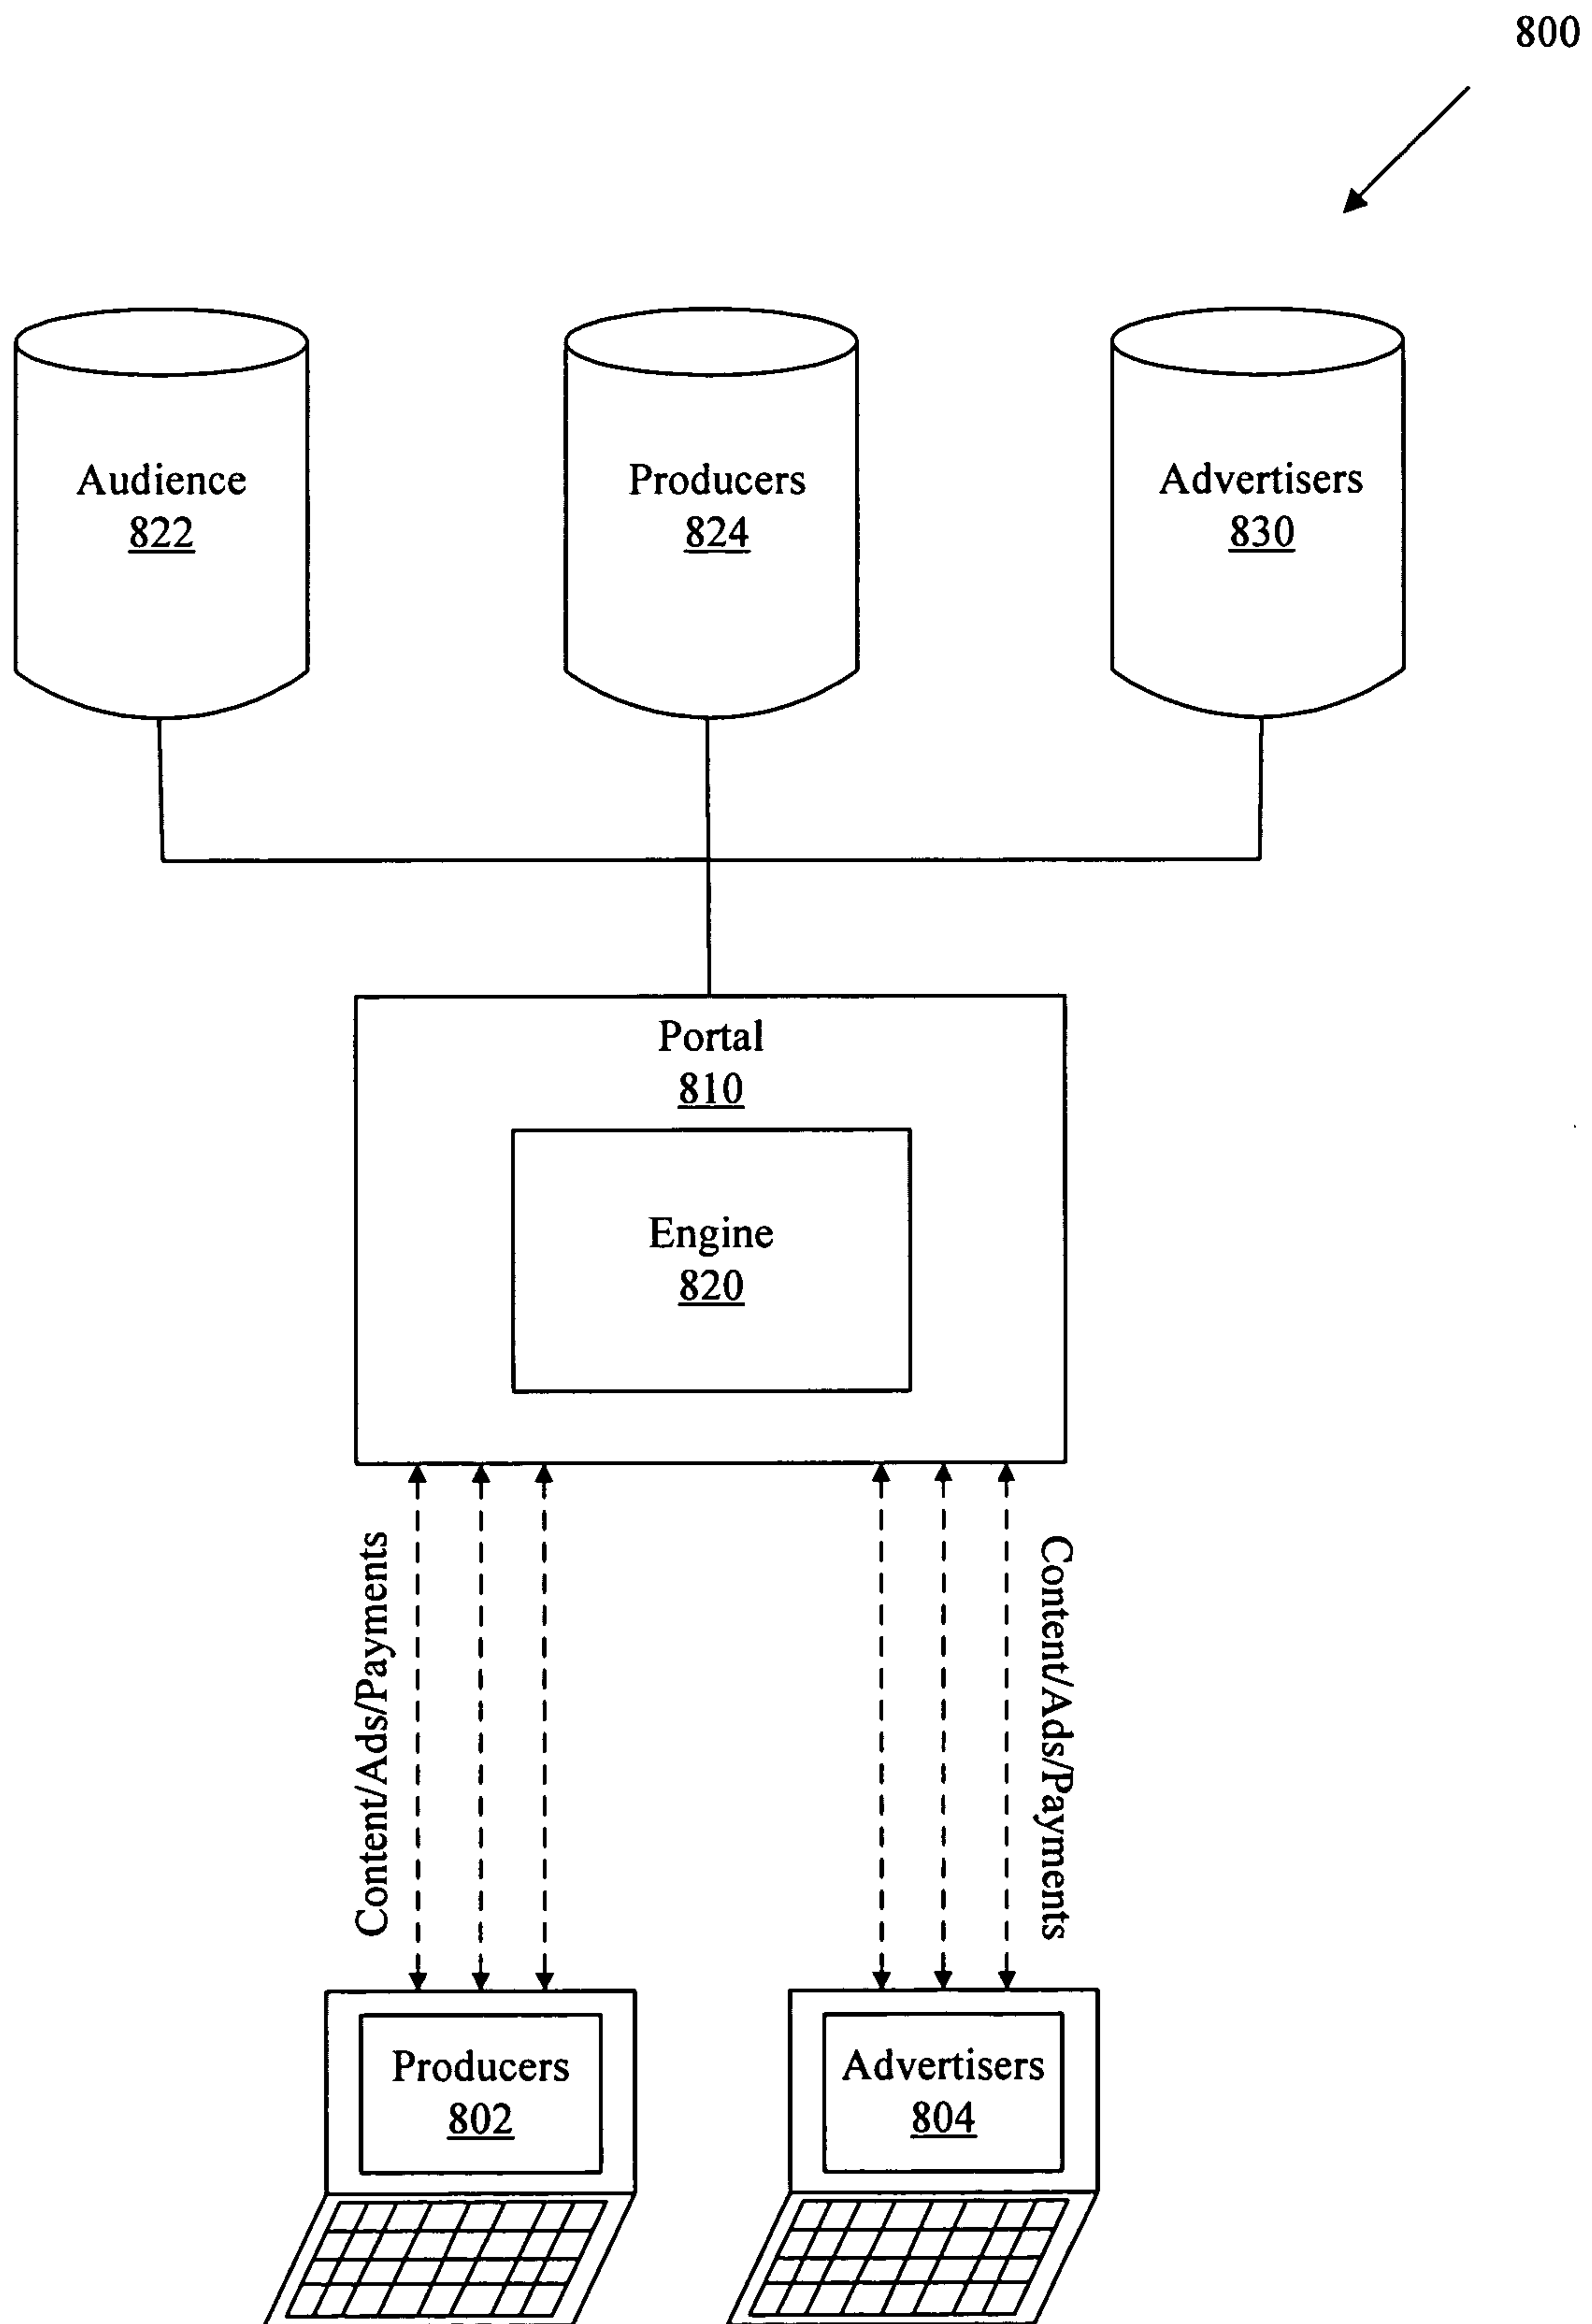 800
Audience
822
Producers
824
Advertisers
830
Portal
810
Engine
820
Content/Ads/Payments
Content/Ads/Payments
Producers
802
Advertisers
804